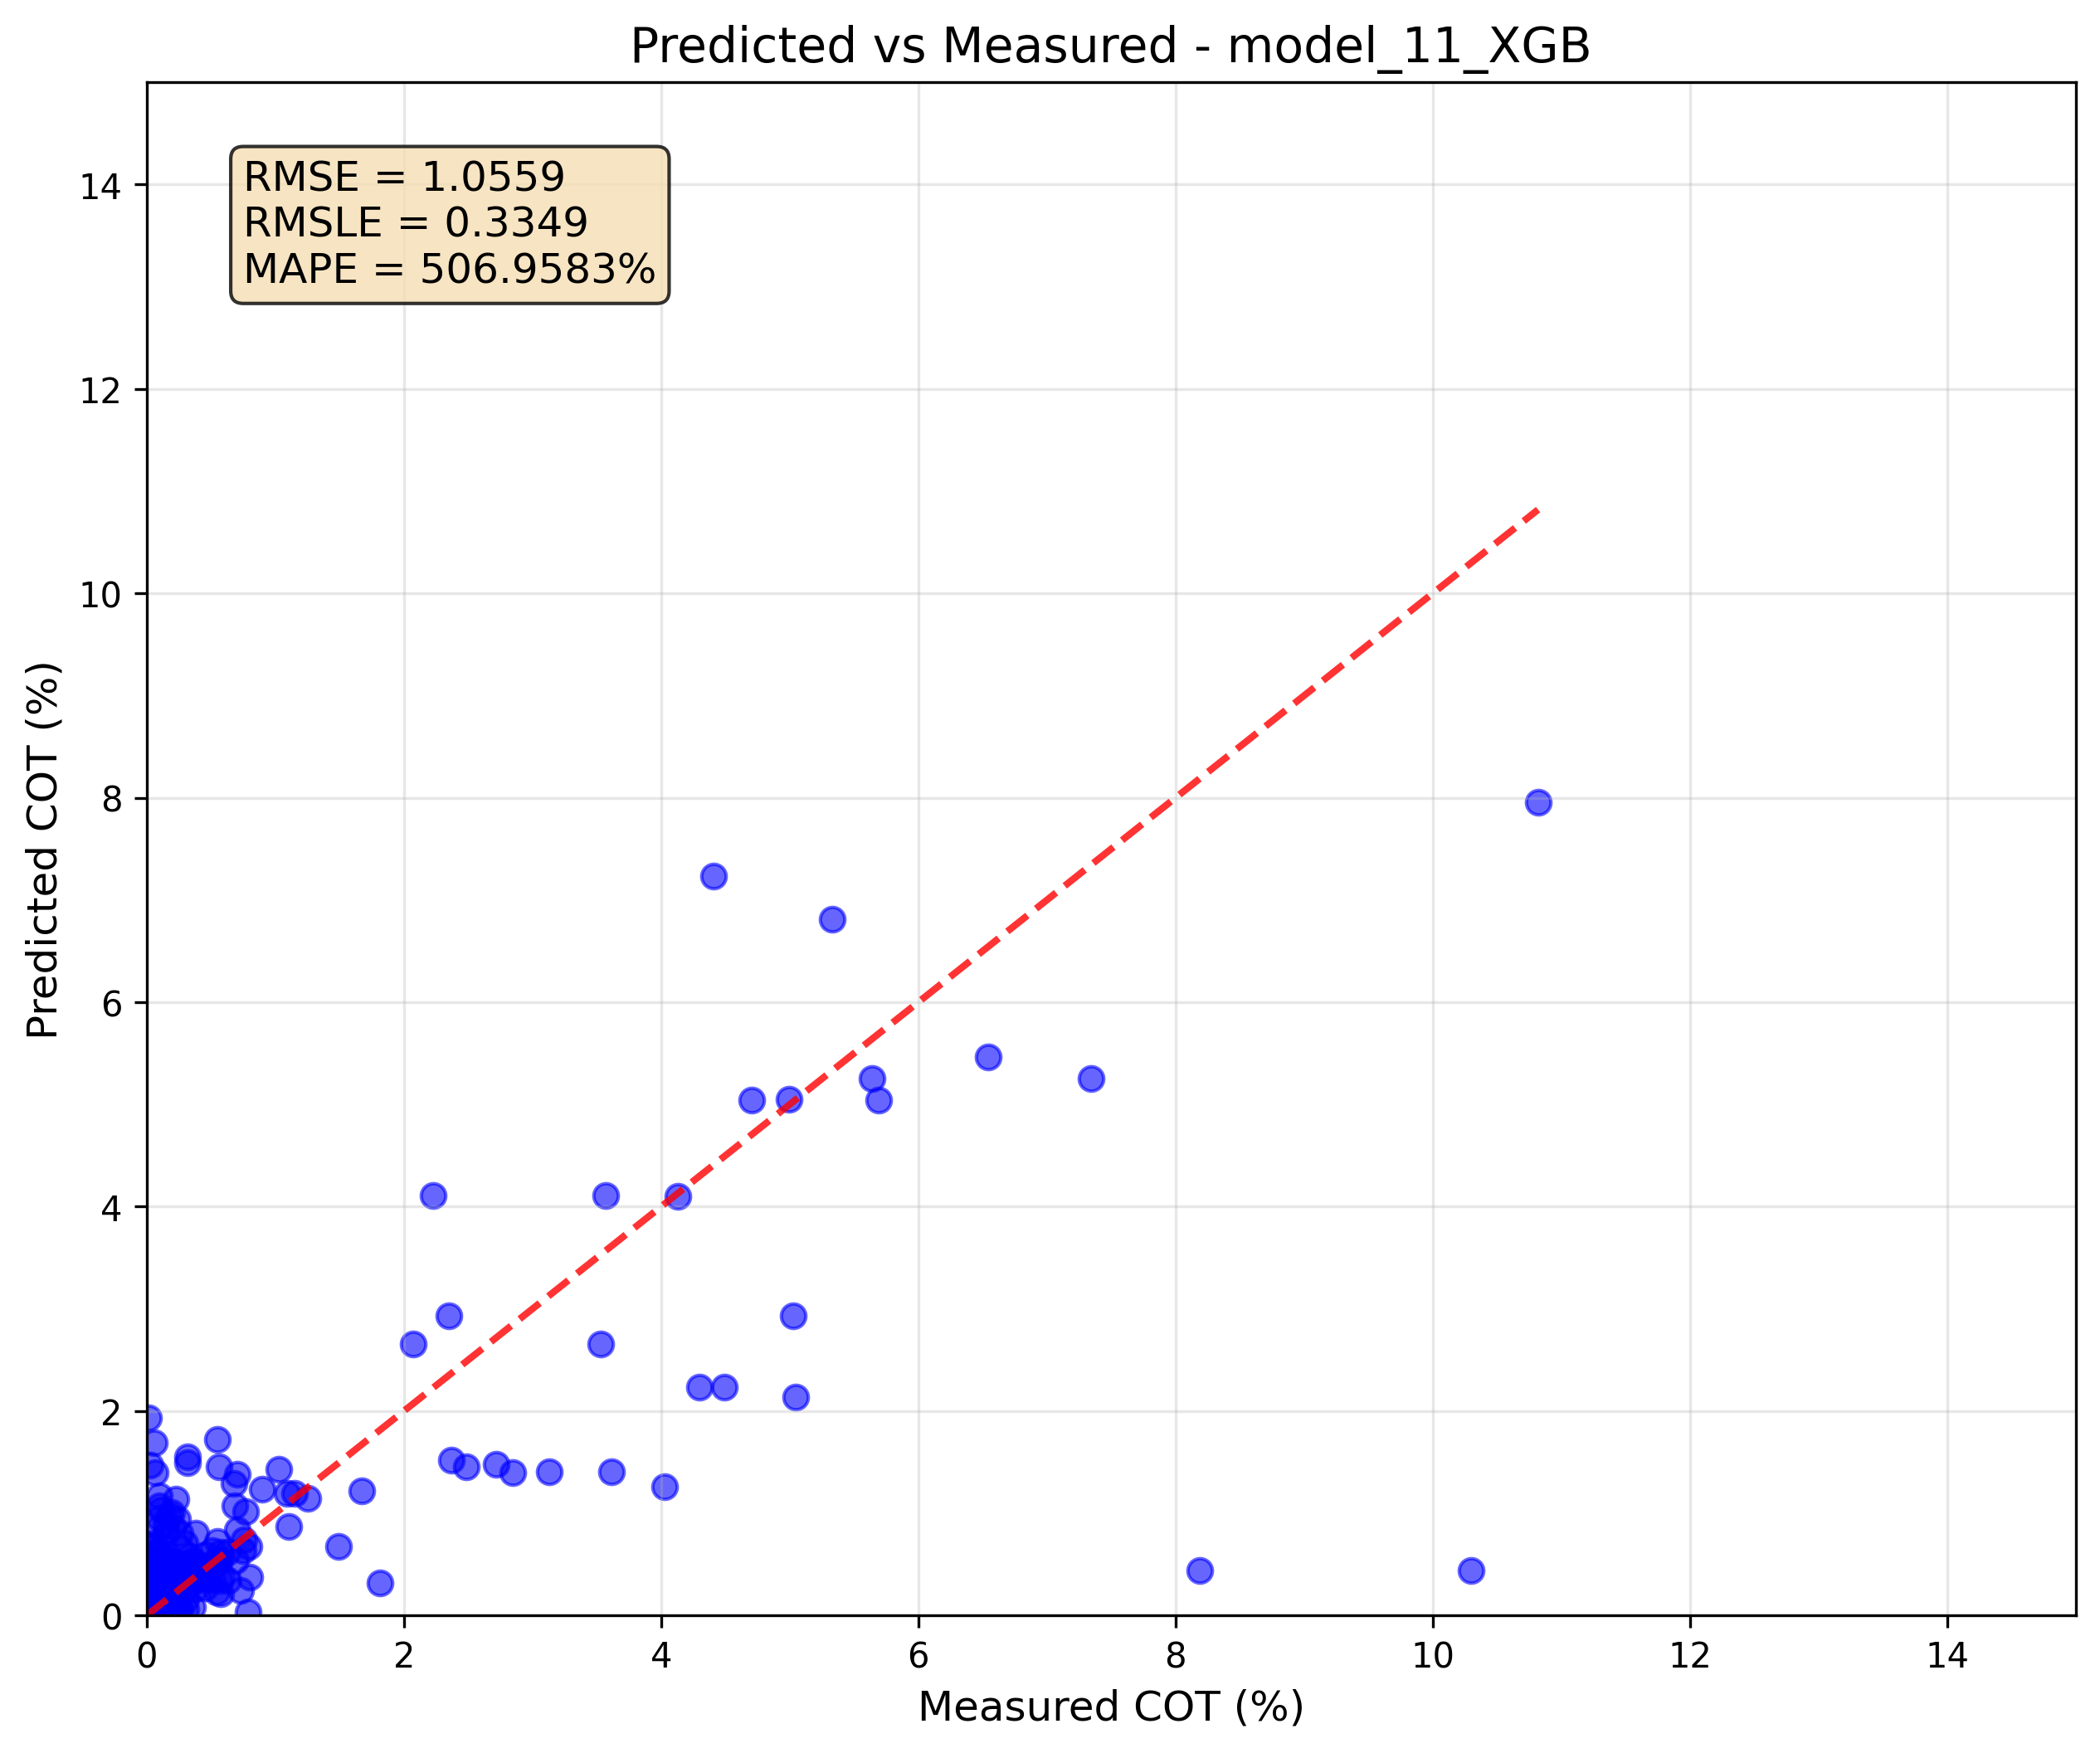 Predicted vs Measured - model_11_XGB
RMSE = 1.0559
RMSLE = 0.3349
MAPE = 506.9583%
Predicted COT (%)
14
12
10
8
6
4
2
0
0 2 4 6 8 10 12 14
Measured COT (%)